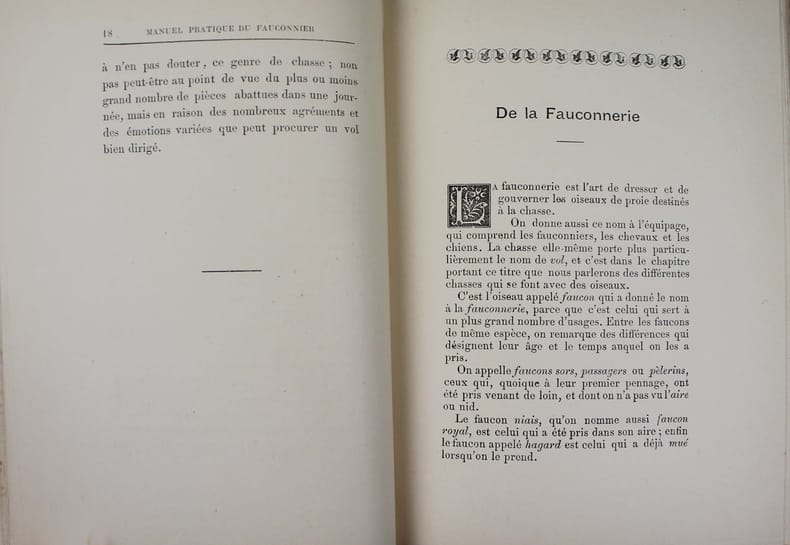 18 MANUEL PRATIQUE DU FAUCONNIER
à n'en pas douter, ce genre de chasse ; non
pas peut-être au point de vue du plus ou moins
grand nombre de pièces abattues dans une jour-
née, mais en raison des nombreux agréments et
des émotions variées que peut procurer un vol
bien dirigé.
De la Fauconnerie
LA fauconnerie est l'art de dresser et de
gouverner les oiseaux de proie destinés
à la chasse.
On donne aussi ce nom à l'équipage,
qui comprend les fauconniers, les chevaux et les
chiens. La chasse elle-même porte plus particu-
lièrement le nom de vol, et c'est dans le chapitre
portant ce titre que nous parlerons des différentes
chasses qui se font avec des oiseaux.
C'est l'oiseau appelé faucon qui a donné le nom
à la fauconnerie, parce que c'est celui qui sert à
un plus grand nombre d'usages. Entre les faucons
de même espèce, on remarque des différences qui
désignent leur âge et le temps auquel on les a
pris.
On appelle faucons sors, passagers ou pèlerins,
ceux qui, quoique à leur premier pennage, ont
été pris venant de loin, et dont on n'a pas vu l'aire
ou nid.
Le faucon niais, qu'on nomme aussi faucon
royal, est celui qui a été pris dans son aire ; enfin
le faucon appelé hagard est celui qui a déjà mué
lorsqu'on le prend.